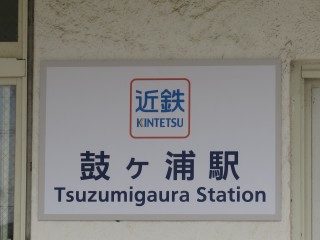 近鉄
KINTETSU
鼓ヶ浦駅
Tsuzumigaura Station